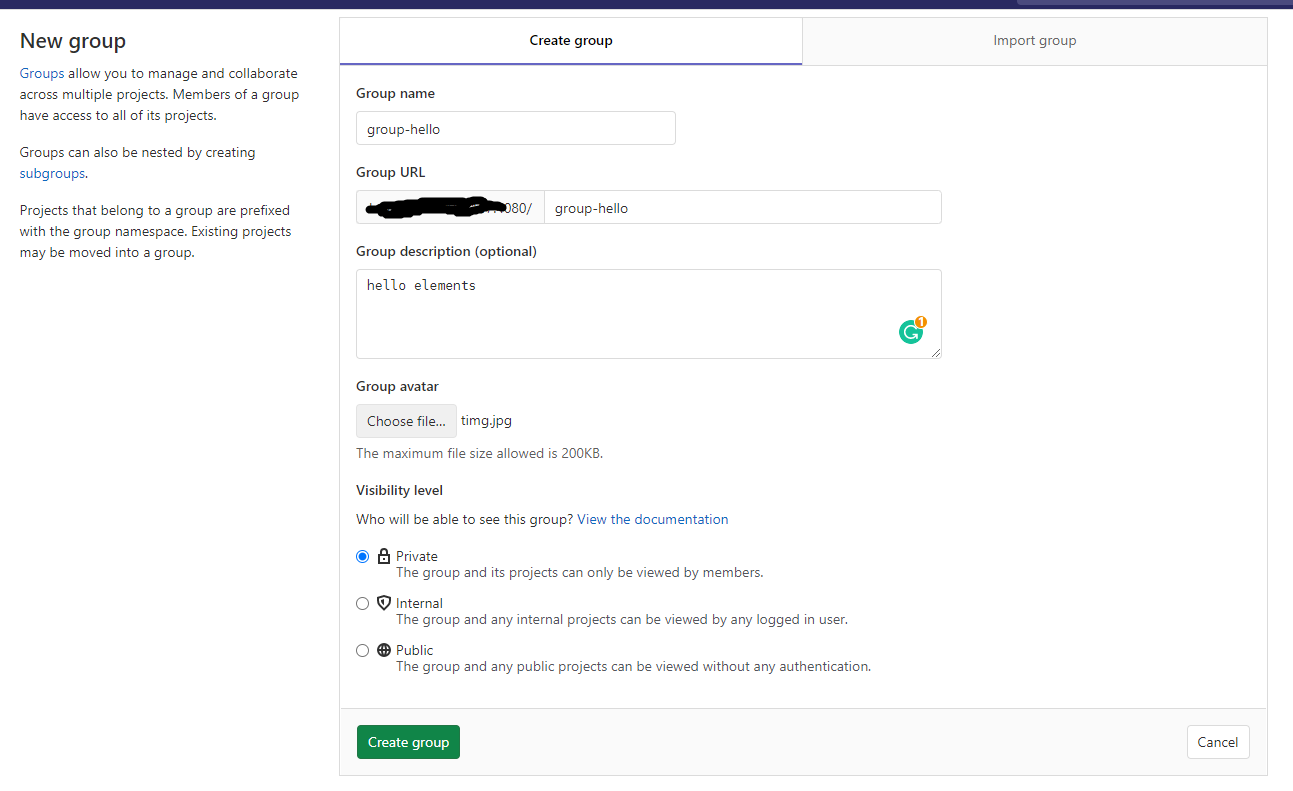 New group
Groups allow you to manage and collaborate
across multiple projects. Members of a group
have access to all of its projects.
Groups can also be nested by creating
subgroups.
Projects that belong to a group are prefixed
with the group namespace. Existing projects
may be moved into a group.
Create group
Import group
Group name
group-hello
Group URL
080/
group-hello
Group description (optional)
hello elements
1
Group avatar
Choose file...
timg.jpg
The maximum file size allowed is 200KB.
Visibility level
Who will be able to see this group? View the documentation
Private
The group and its projects can only be viewed by members.
Internal
The group and any internal projects can be viewed by any logged in user.
Public
The group and any public projects can be viewed without any authentication.
Create group
Cancel